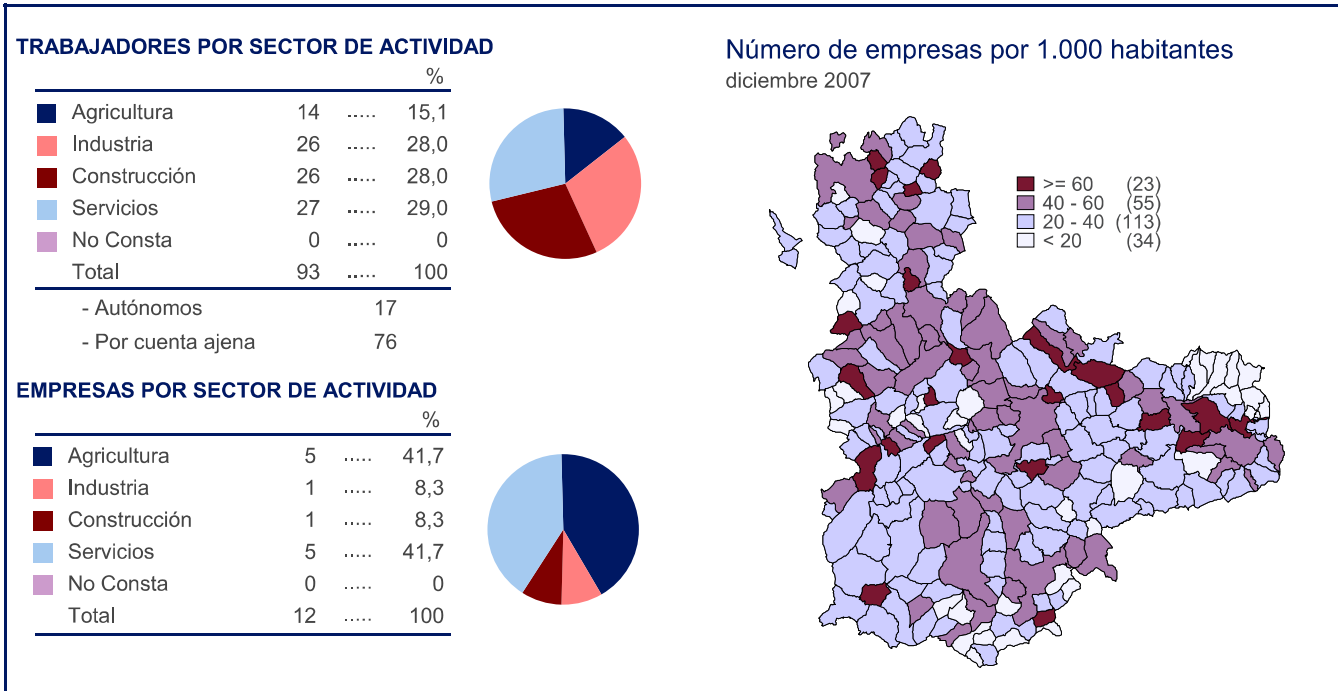 TRABAJADORES POR SECTOR DE ACTIVIDAD
%
Agricultura 14 ..... 15,1
Industria 26 ..... 28,0
Construcción 26 ..... 28,0
Servicios 27 ..... 29,0
No Consta 0 ..... 0
Total 93 ..... 100
- Autónomos 17
- Por cuenta ajena 76
EMPRESAS POR SECTOR DE ACTIVIDAD
%
Agricultura 5 ..... 41,7
Industria 1 ..... 8,3
Construcción 1 ..... 8,3
Servicios 5 ..... 41,7
No Consta 0 ..... 0
Total 12 ..... 100
Número de empresas por 1.000 habitantes
diciembre 2007
>= 60 (23)
40 - 60 (55)
20 - 40 (113)
< 20 (34)